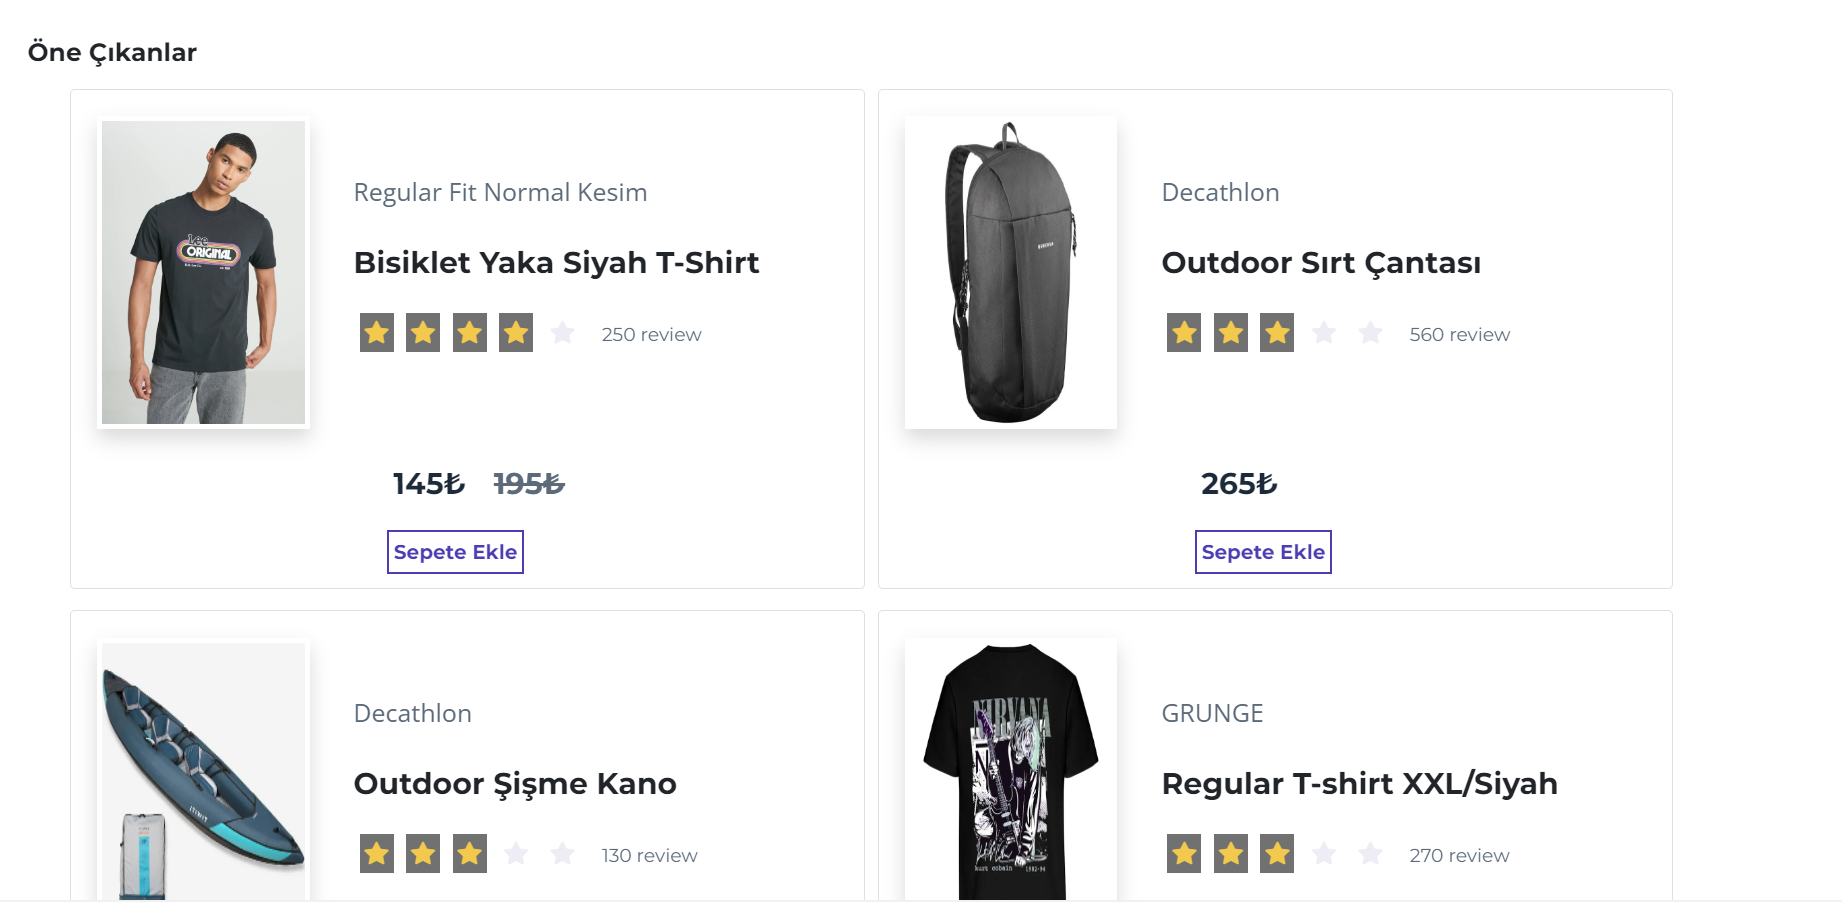 Öne Çıkanlar
Lee
ORIGINAL
Regular Fit Normal Kesim
Bisiklet Yaka Siyah T-Shirt
250 review
145₺ 195₺
Sepete Ekle
Decathlon
Outdoor Sırt Çantası
560 review
265₺
Sepete Ekle
Decathlon
Outdoor Şişme Kano
130 review
NIRVANA
kurt cobain
GRUNGE
Regular T-shirt XXL/Siyah
270 review